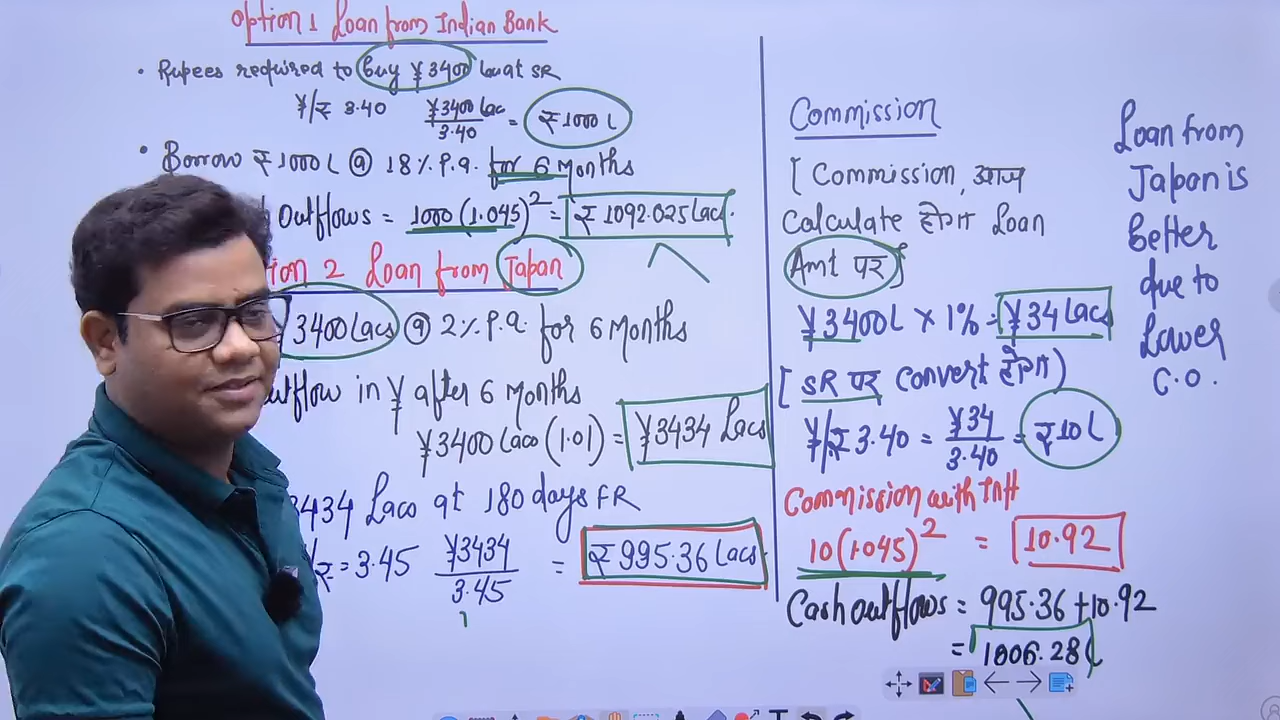 Option 1 Loan from Indian Bank
• Rupees required to buy ¥3400 at SR
¥/₹ 3.40 ¥3400 Lac / 3.40 = ₹1000 L
• Borrow ₹1000 L @ 18% P.a. for 6 Months
Outflows = 1000 (1.045)² = ₹1092.025 Lacs.
2 Loan from Japan
3400 Lacs @ 2% P.a. for 6 Months
in ¥ after 6 months
¥3400 Lacs (1.01) = ¥3434 Lacs
3434 Lacs at 180 days FR
= 3.45 ¥3434 / 3.45 = ₹995.36 Lacs
Commission
[Commission, आज
Calculate होगा Loan
Amt पर]
¥3400L X 1% = ¥34 Lacs
[SR पर Convert होगा)
¥/₹ 3.40 = ¥34 / 3.40 = ₹10 L
Commission with Int
10(1.045)² = 10.92
Cash outflows = 995.36 + 10.92
= 1006.28L
Loan from
Japan is
better
due to
Lower
C.O.